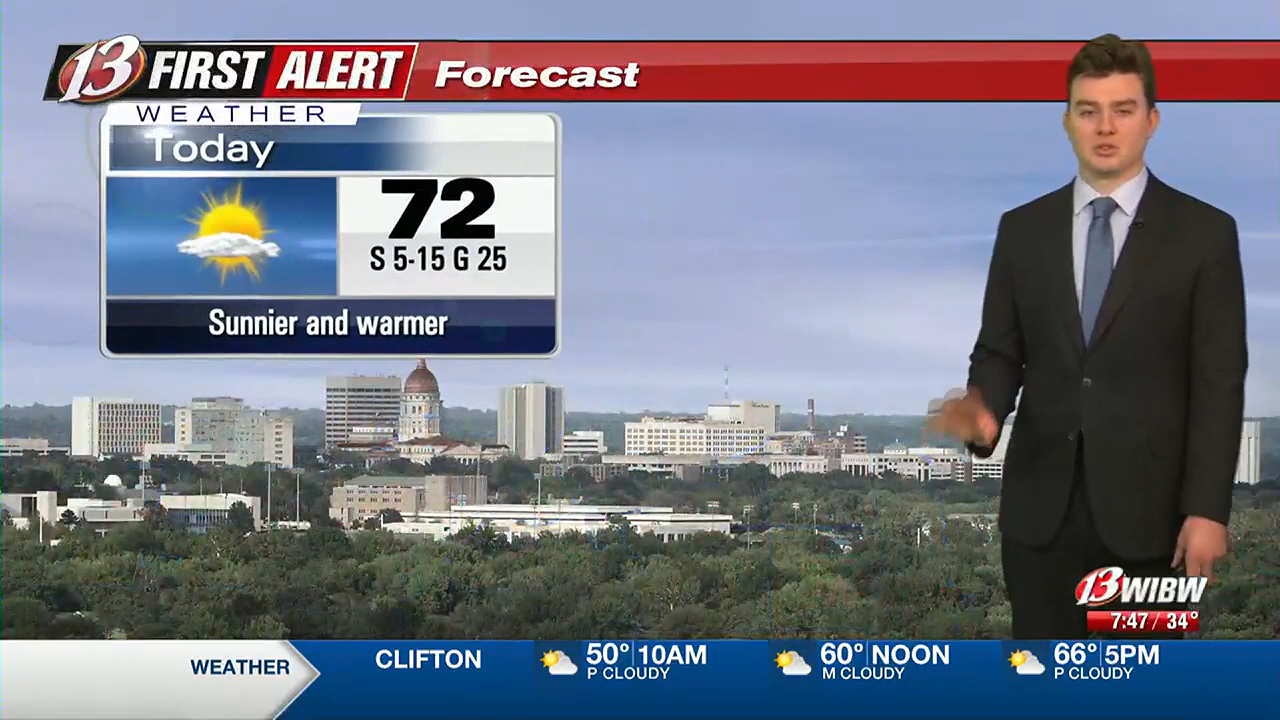 13 FIRST ALERT Forecast
WEATHER
Today
72
S 5-15 G 25
Sunnier and warmer
13 WIBW
7:47 / 34°
WEATHER CLIFTON 50° 10AM 60° NOON 66° 5PM
P CLOUDY M CLOUDY P CLOUDY